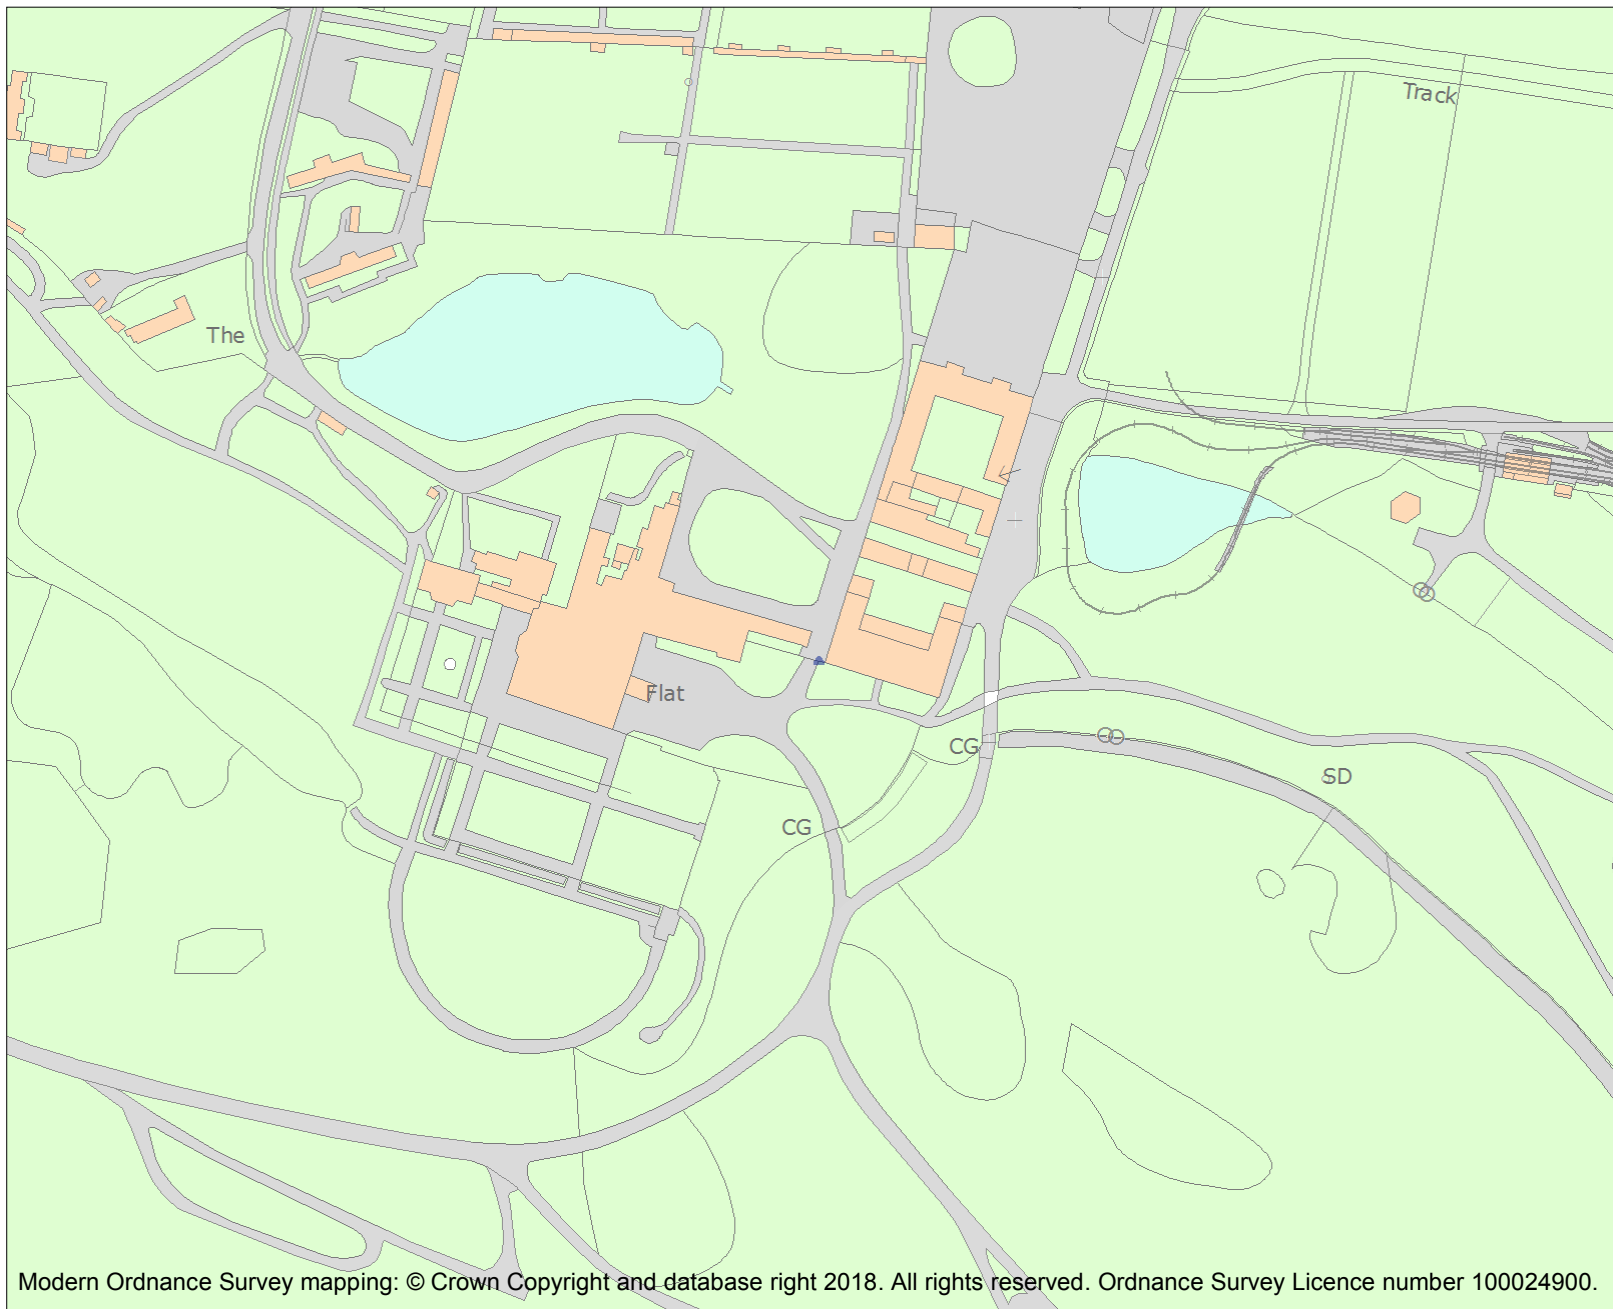 Track
The
Flat
CG
SD
CG
Modern Ordnance Survey mapping: © Crown Copyright and database right 2018. All rights reserved. Ordnance Survey Licence number 100024900.